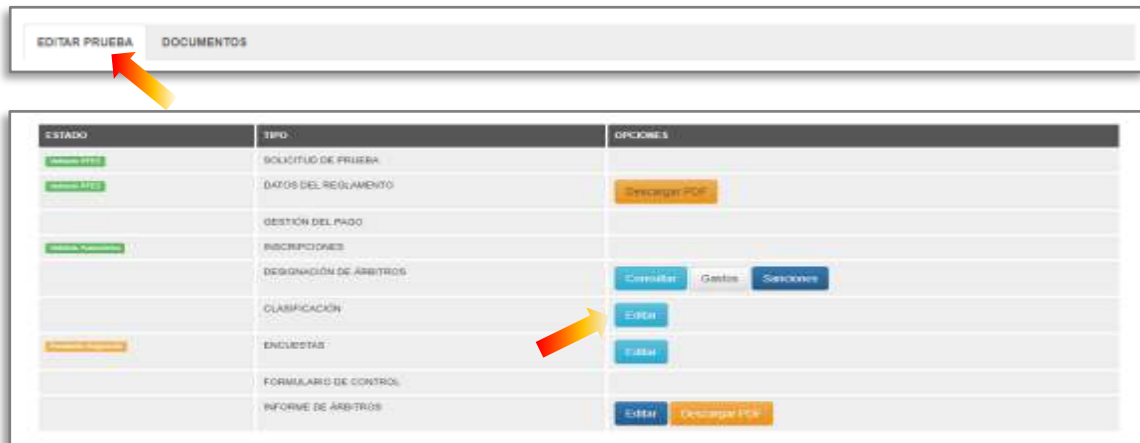 EDITAR PRUEBA DOCUMENTOS
ESTADO TIPO OPCIONES
SOLICITUD DE PRUEBA
DATOS DEL REGLAMENTO Descargar PDF
GESTIÓN DEL PAGO
INSCRIPCIONES
DESIGNACIÓN DE ÁRBITROS Consultar Gastos Sanciones
CLASIFICACIÓN Editar
ENCUESTAS Editar
FORMULARIO DE CONTROL
INFORME DE ÁRBITROS Editar Descargar PDF